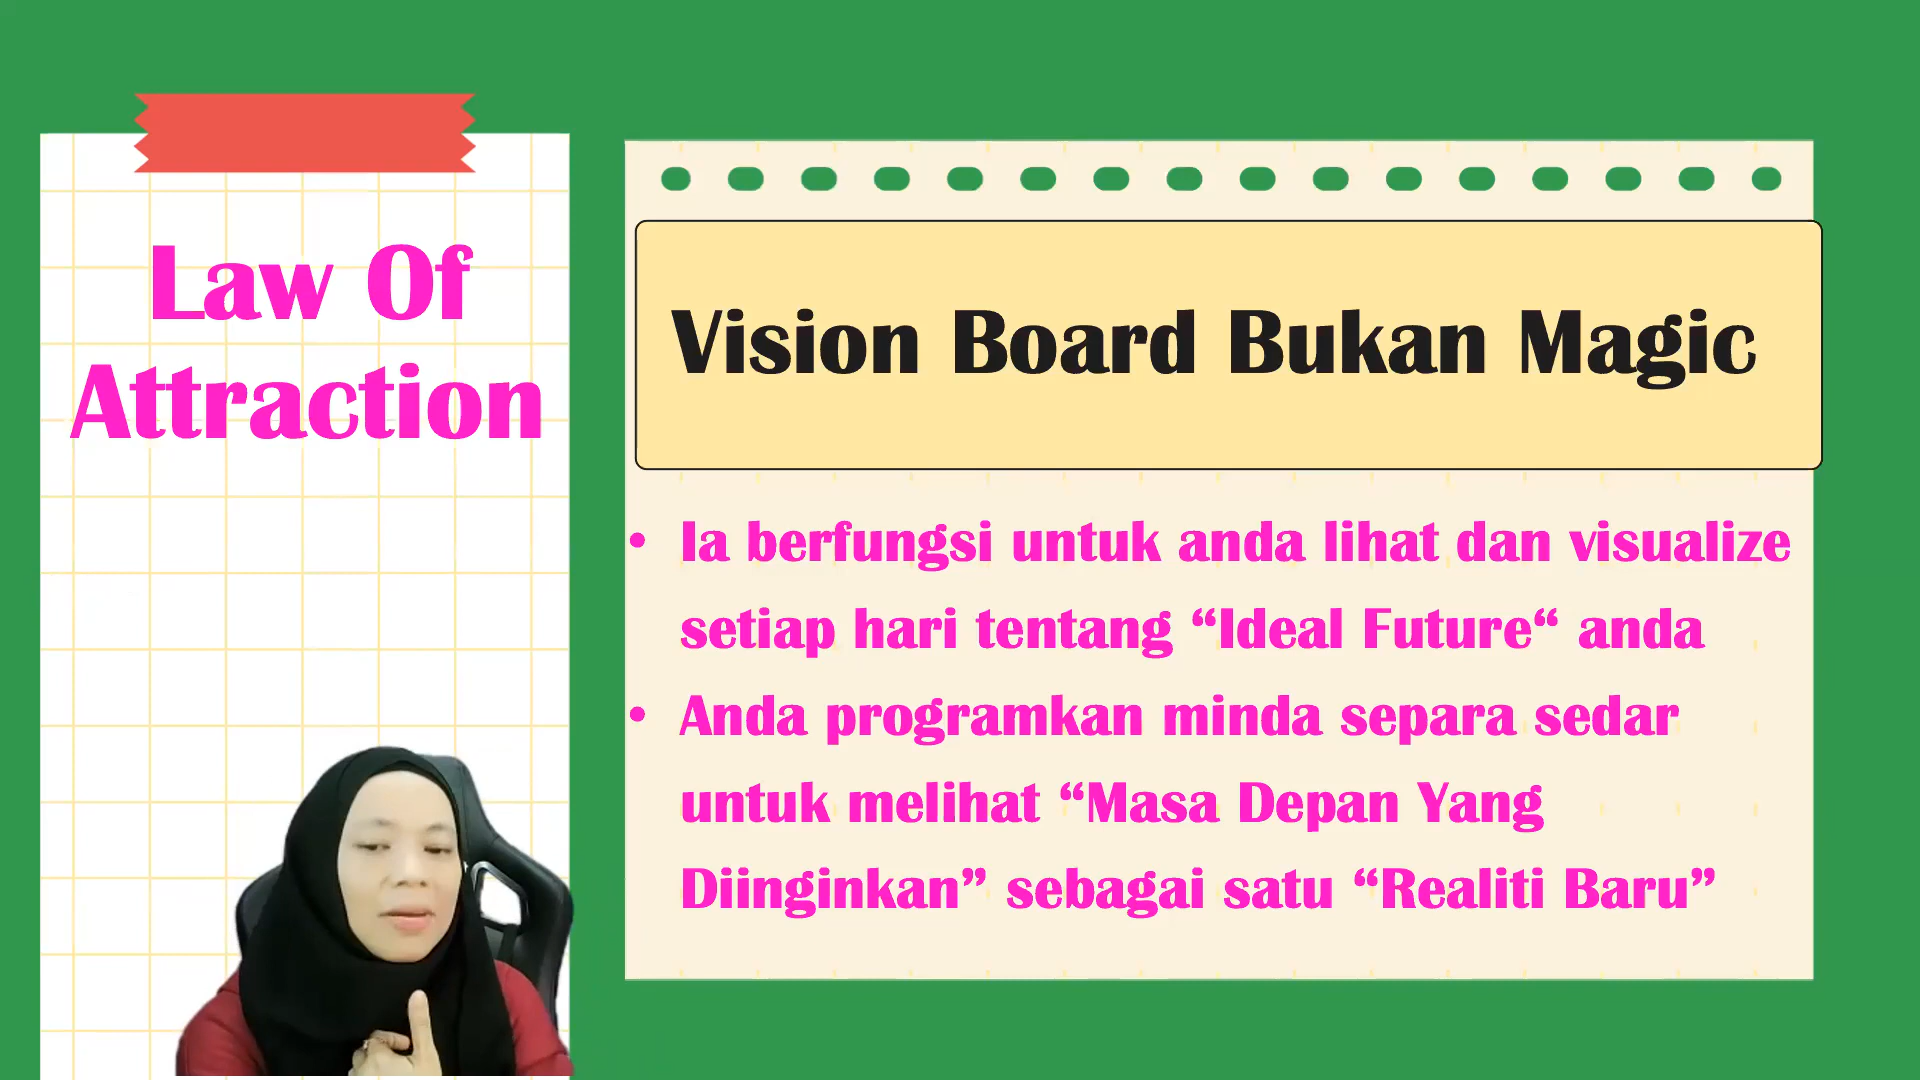 Law Of
Attraction
Vision Board Bukan Magic
• Ia berfungsi untuk anda lihat dan visualize
setiap hari tentang “Ideal Future“ anda
• Anda programkan minda separa sedar
untuk melihat “Masa Depan Yang
Diinginkan” sebagai satu “Realiti Baru”